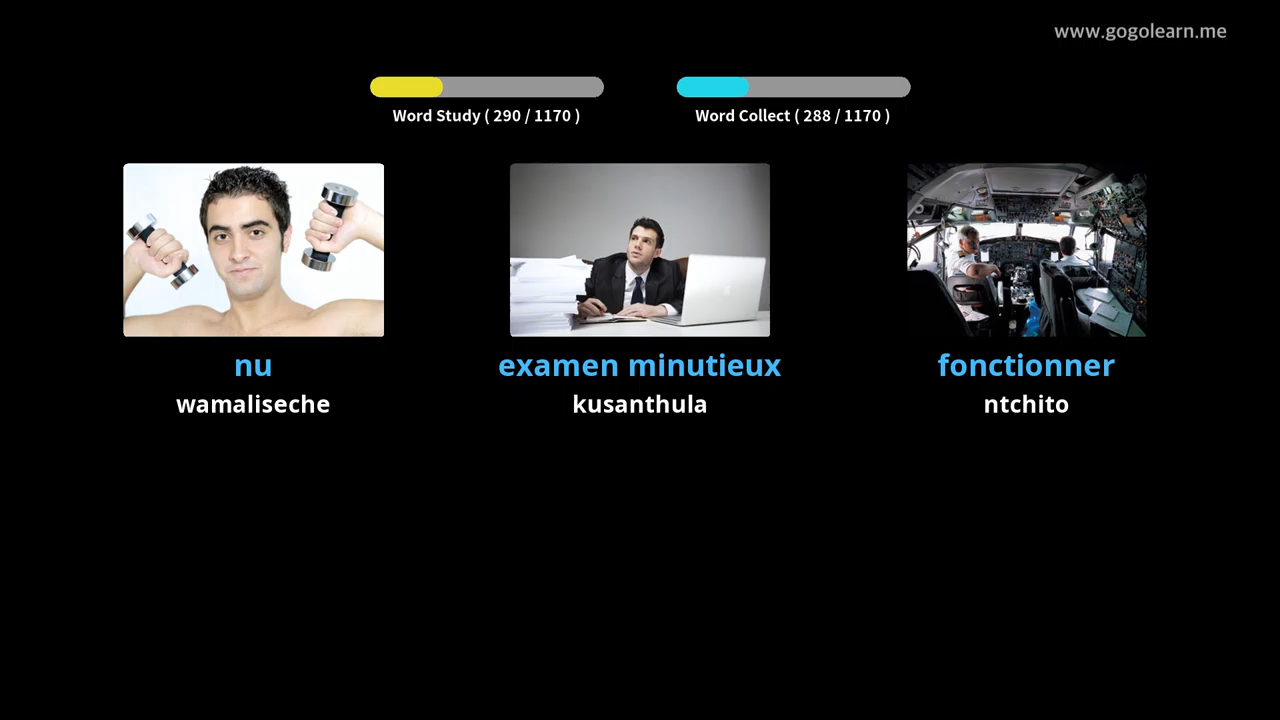 www.gogolearn.me
Word Study ( 290 / 1170 )
Word Collect ( 288 / 1170 )
nu
wamaliseche
examen minutieux
kusanthula
fonctionner
ntchito